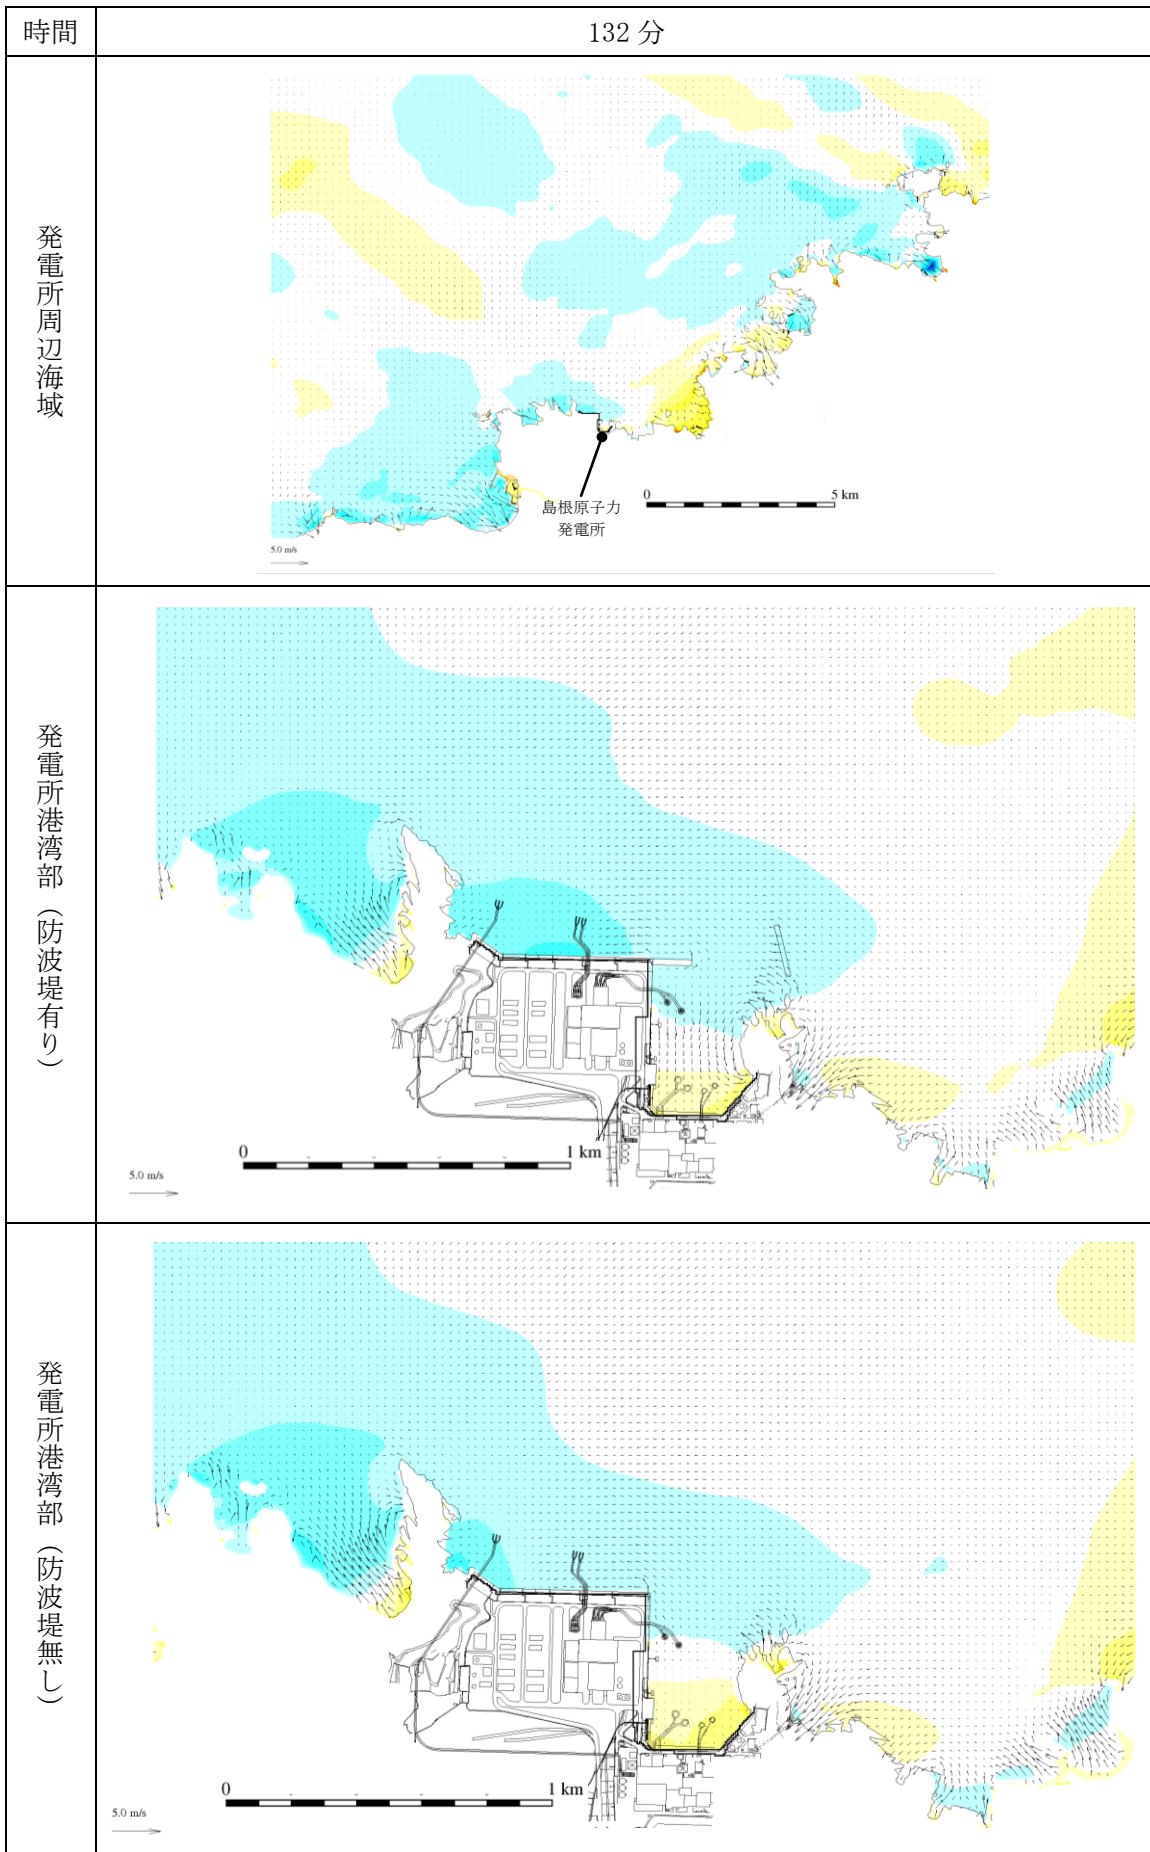 時間
132 分
発電所周辺海域
島根原子力
発電所
0
5 km
5.0 m/s
発電所港湾部（防波堤有り）
0
1 km
5.0 m/s
発電所港湾部（防波堤無し）
0
1 km
5.0 m/s